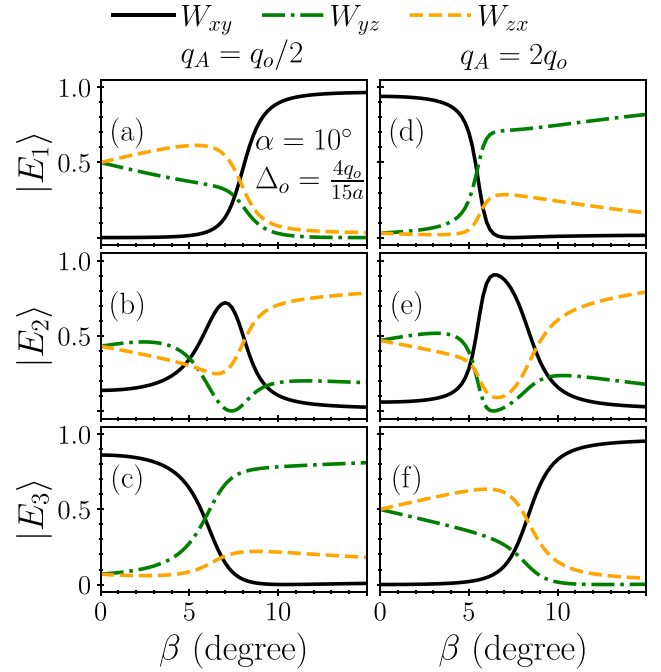 W_{xy} W_{yz} W_{zx}
q_A = q_o/2 q_A = 2q_o
|E_1⟩ 1.0 0.5 (a) α = 10° Δ_o = \frac{4q_o}{15a} (d)
|E_2⟩ 1.0 0.5 (b) (e)
|E_3⟩ 1.0 0.5 0 (c) (f)
0 5 10 0 5 10
β (degree) β (degree)